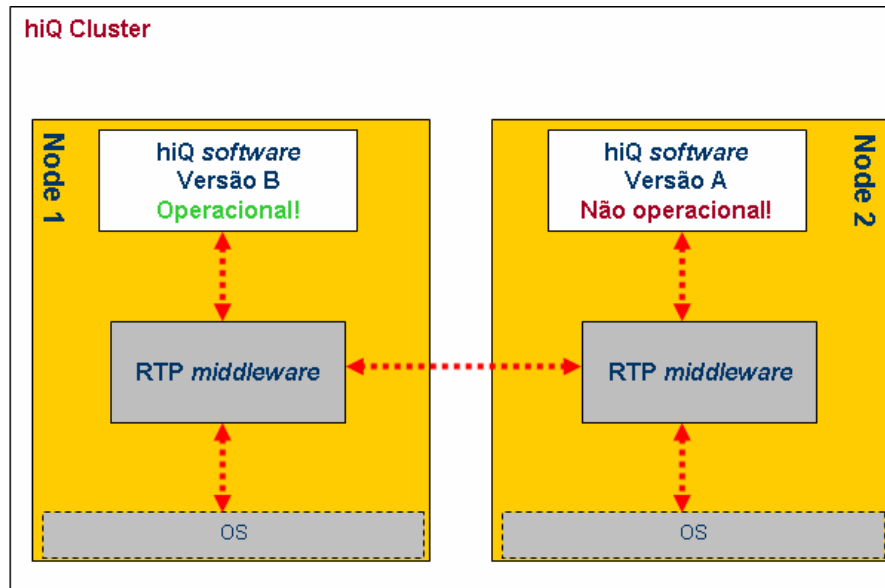 hiQ Cluster
Node 1
hiQ software
Versão B
Operacional!
RTP middleware
OS
Node 2
hiQ software
Versão A
Não operacional!
RTP middleware
OS